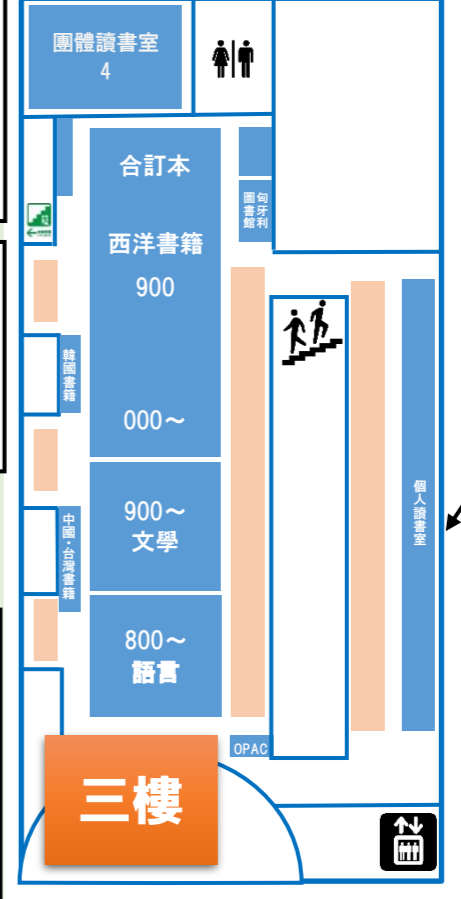 團體讀書室
4
合訂本
西洋書籍
900
000～
匈牙利
圖書館
韓國書籍
900～
文學
中國・台灣書籍
個人讀書室
800～
語言
OPAC
三樓